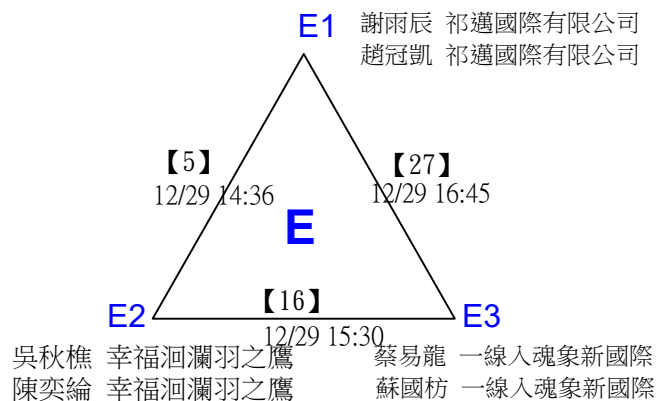 E1
謝雨辰 祁邁國際有限公司
趙冠凱 祁邁國際有限公司
【5】
12/29 14:36
【27】
12/29 16:45
E
【16】
12/29 15:30
E2
E3
吳秋樵 幸福洄瀾羽之鷹
陳奕綸 幸福洄瀾羽之鷹
蔡易龍 一線入魂象新國際
蘇國枋 一線入魂象新國際